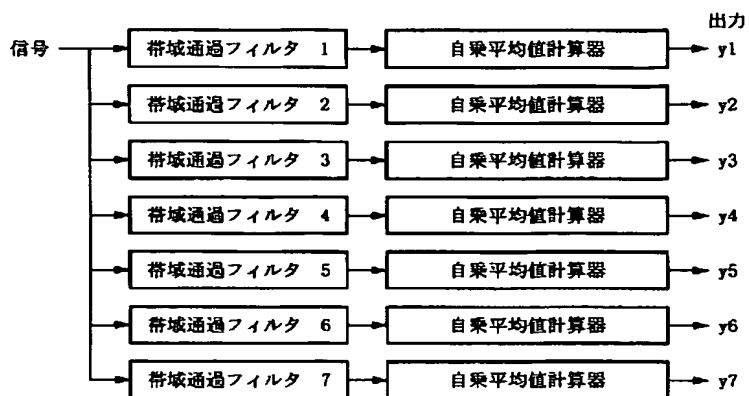 出力
信号 帯域通過フィルタ 1 自乗平均値計算器 y1
帯域通過フィルタ 2 自乗平均値計算器 y2
帯域通過フィルタ 3 自乗平均値計算器 y3
帯域通過フィルタ 4 自乗平均値計算器 y4
帯域通過フィルタ 5 自乗平均値計算器 y5
帯域通過フィルタ 6 自乗平均値計算器 y6
帯域通過フィルタ 7 自乗平均値計算器 y7